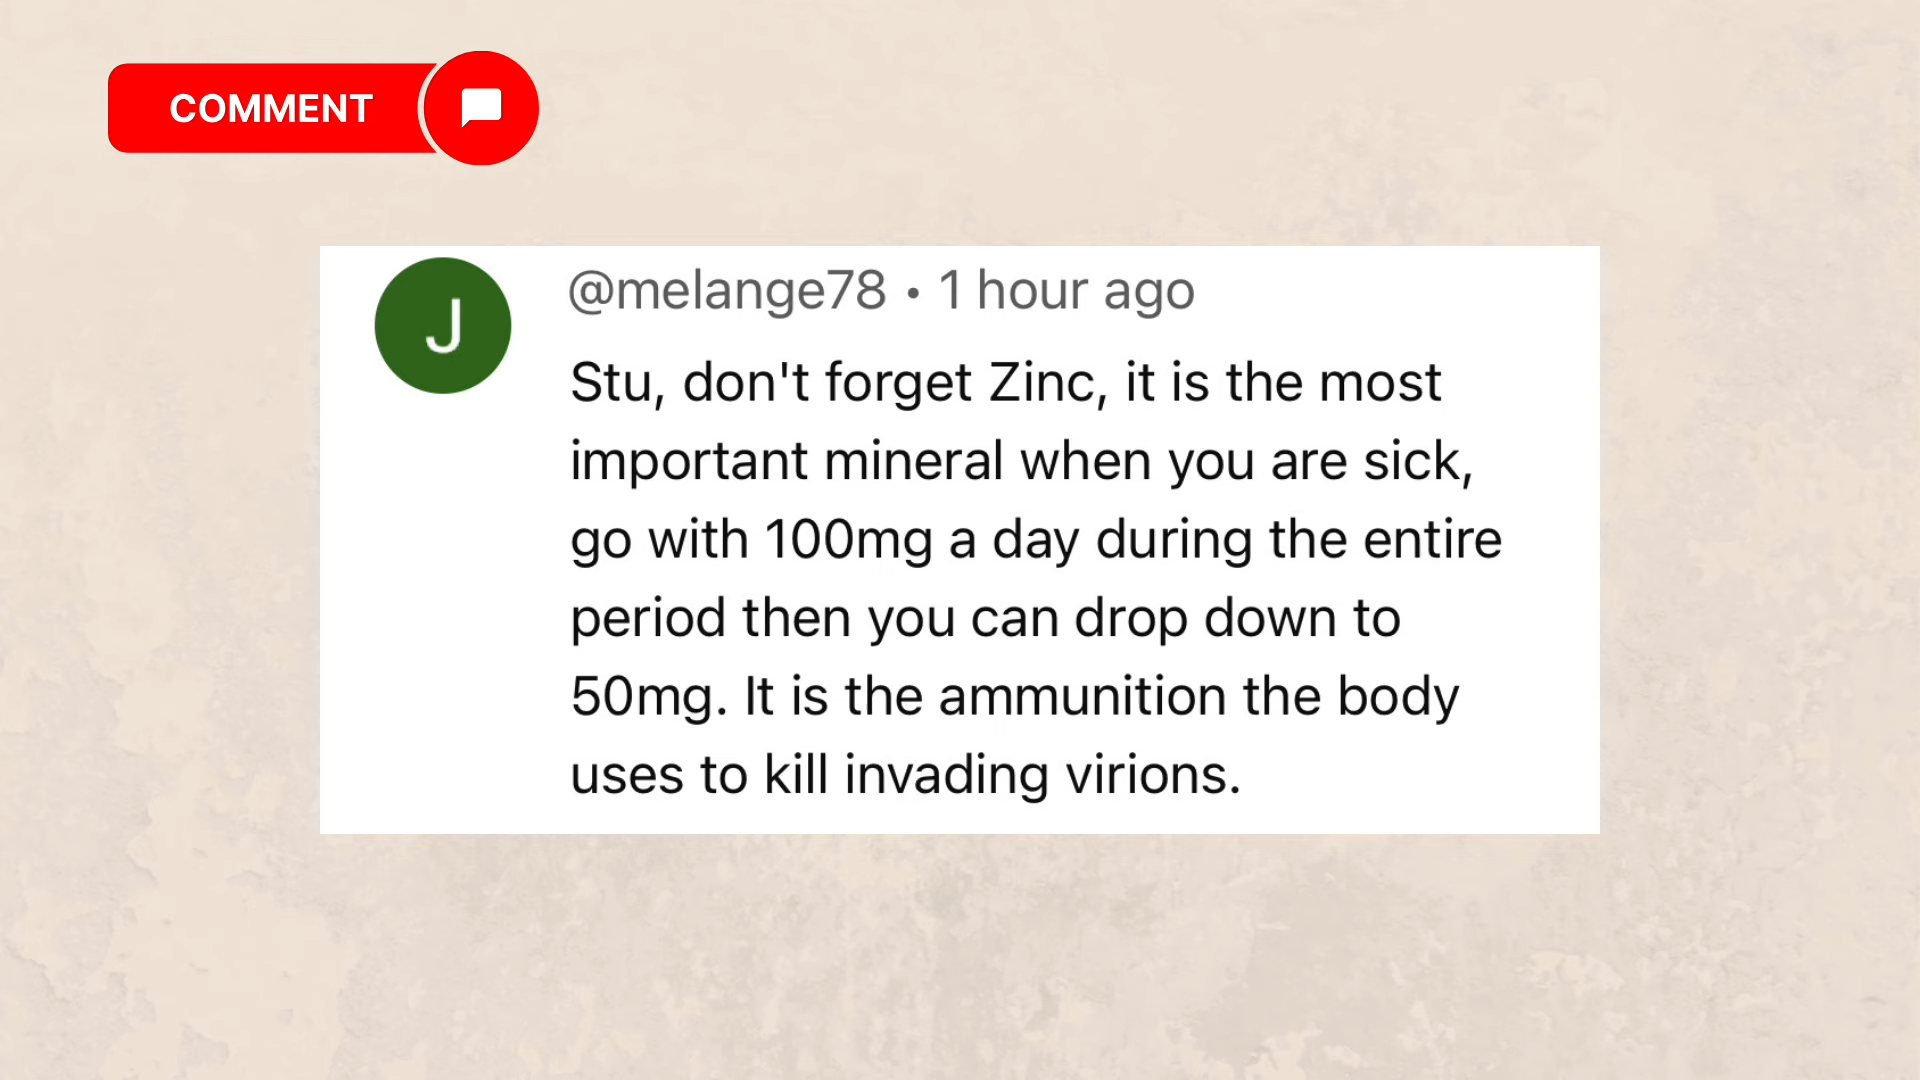 COMMENT
J
@melange78 • 1 hour ago
Stu, don't forget Zinc, it is the most
important mineral when you are sick,
go with 100mg a day during the entire
period then you can drop down to
50mg. It is the ammunition the body
uses to kill invading virions.